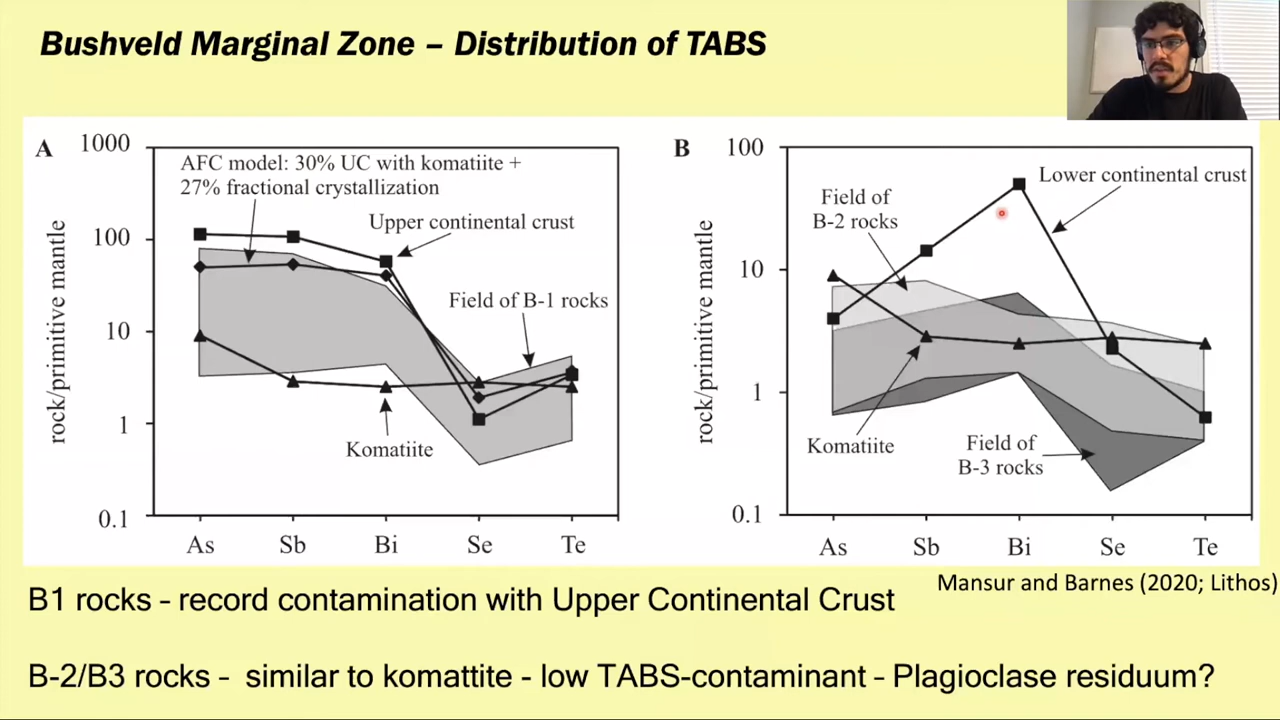 Bushveld Marginal Zone – Distribution of TABS
A
1000
100
10
1
0.1
rock/primitive mantle
AFC model: 30% UC with komatiite +
27% fractional crystallization
Upper continental crust
Field of B-1 rocks
Komatiite
As Sb Bi Se Te
B
100
10
1
0.1
rock/primitive mantle
Field of
B-2 rocks
Lower continental crust
Komatiite
Field of
B-3 rocks
As Sb Bi Se Te
Mansur and Barnes (2020; Lithos)
B1 rocks - record contamination with Upper Continental Crust
B-2/B3 rocks - similar to komattite - low TABS-contaminant - Plagioclase residuum?